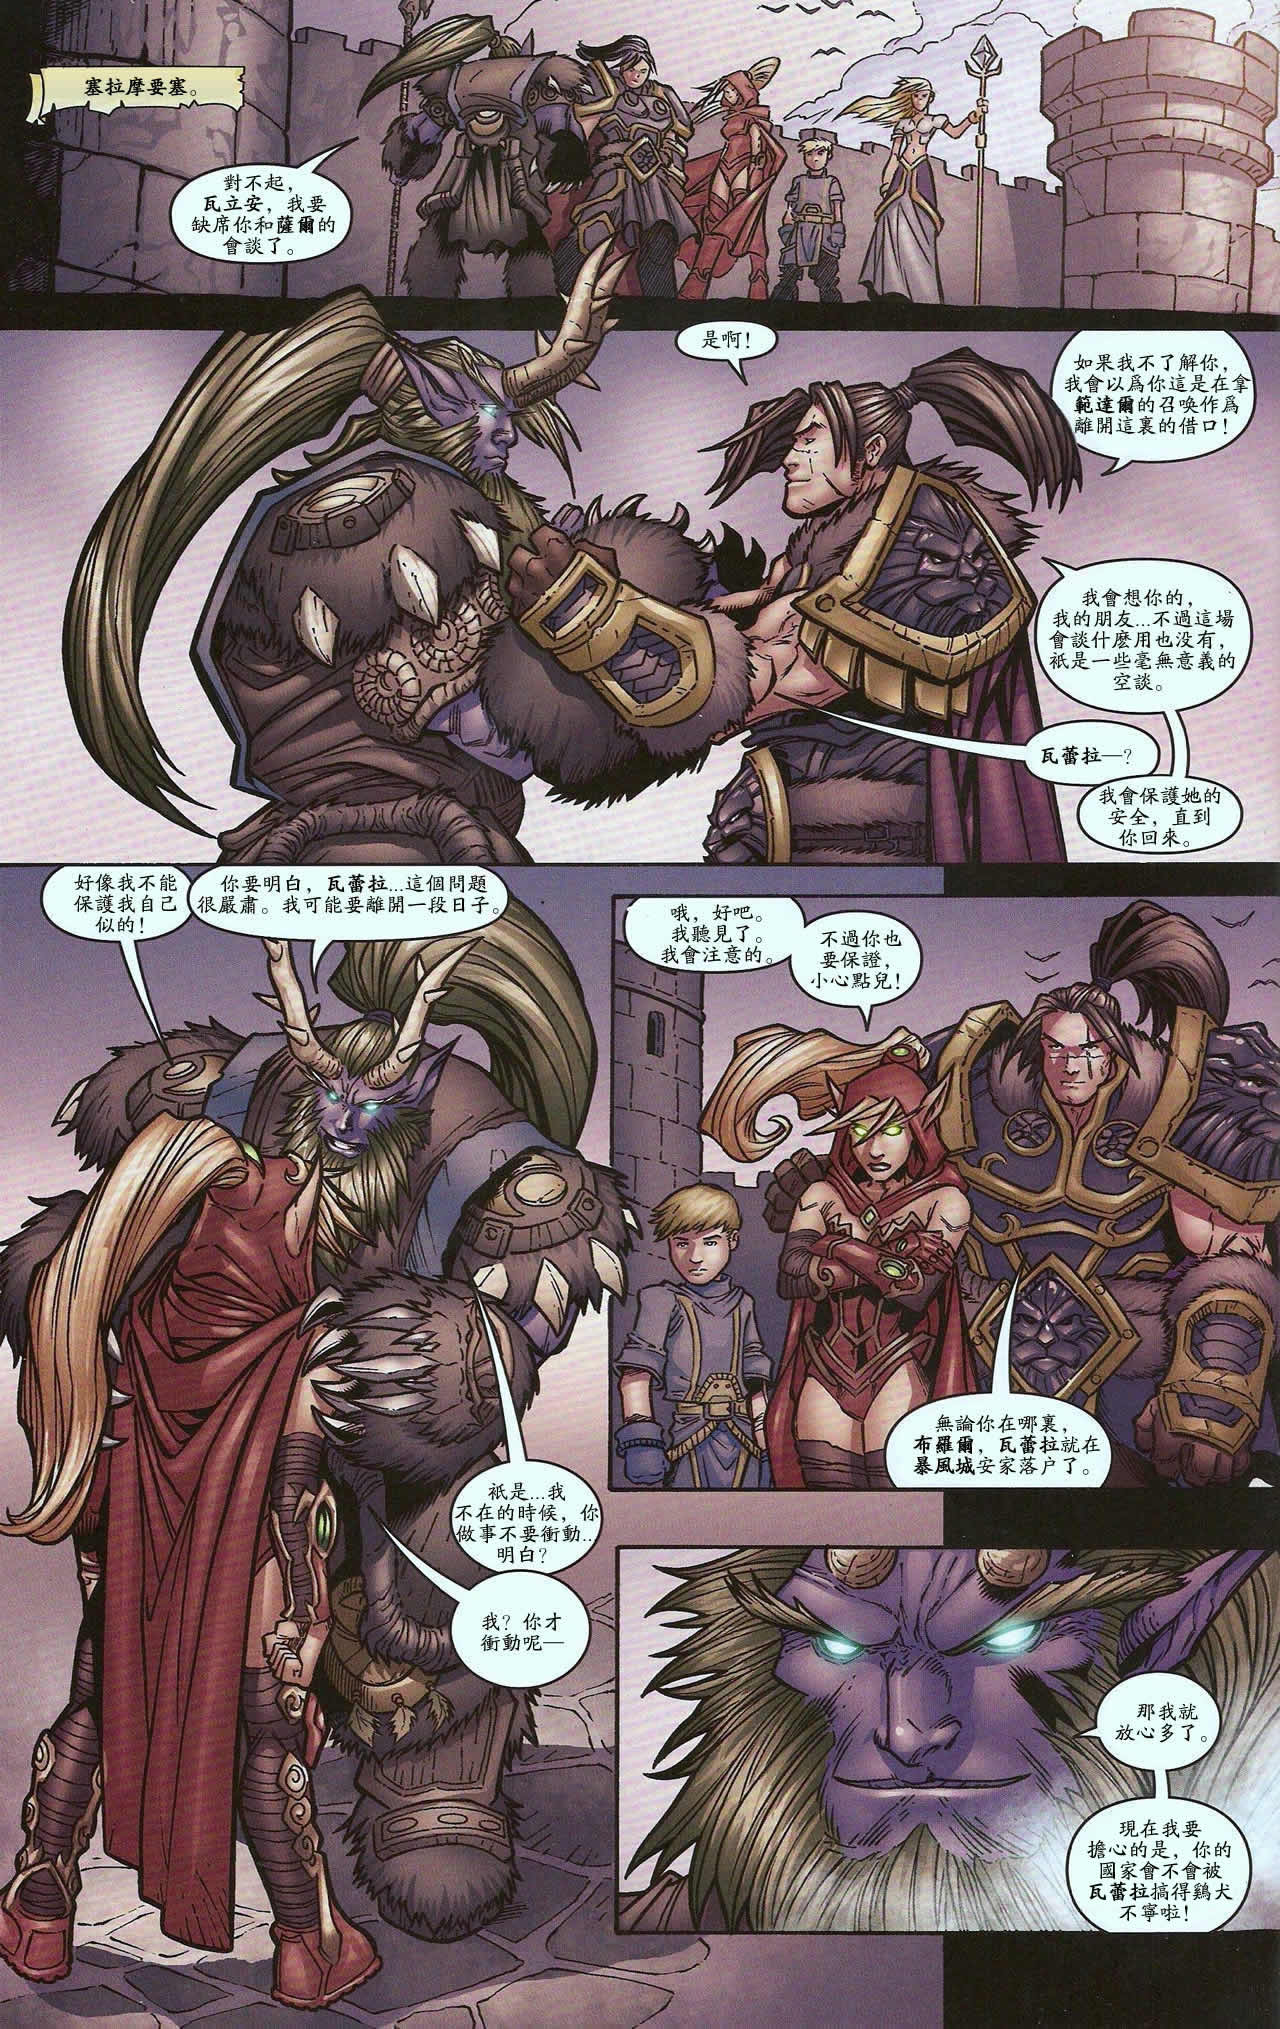 塞拉摩要塞。
對不起，
瓦立安，我要
缺席你和薩爾的
會談了。
是啊！
如果我不了解你，
我會以爲你這是在拿
範達爾的召喚作爲
離開這裏的借口！
我會想你的，
我的朋友…不過這場
會談什麽用也没有，
衹是一些毫無意義的
空談。
瓦蕾拉—？
我會保護她的
安全，直到
你回來。
好像我不能
保護我自己
似的！
你要明白，瓦蕾拉…這個問題
很嚴肅。我可能要離開一段日子。
衹是…我
不在的時候，你
做事不要衝動…
明白？
我？你才
衝動呢—
哦，好吧。
我聽見了。
我會注意的。
不過你也
要保證，
小心點兒！
無論你在哪裏，
布羅爾，瓦蕾拉就在
暴風城安家落户了。
那我就
放心多了。
現在我要
擔心的是，你的
國家會不會被
瓦蕾拉搞得鷄犬
不寧啦！